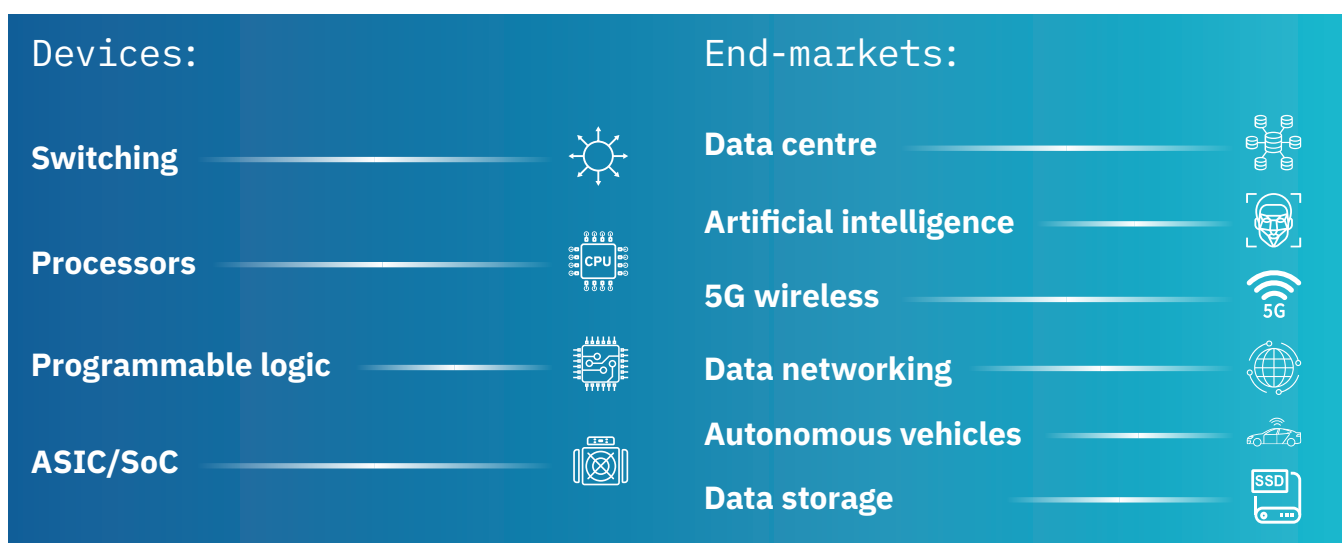 Devices:
Switching
Processors
CPU
Programmable logic
ASIC/SoC
End-markets:
Data centre
Artificial intelligence
5G wireless
5G
Data networking
Autonomous vehicles
Data storage
SSD